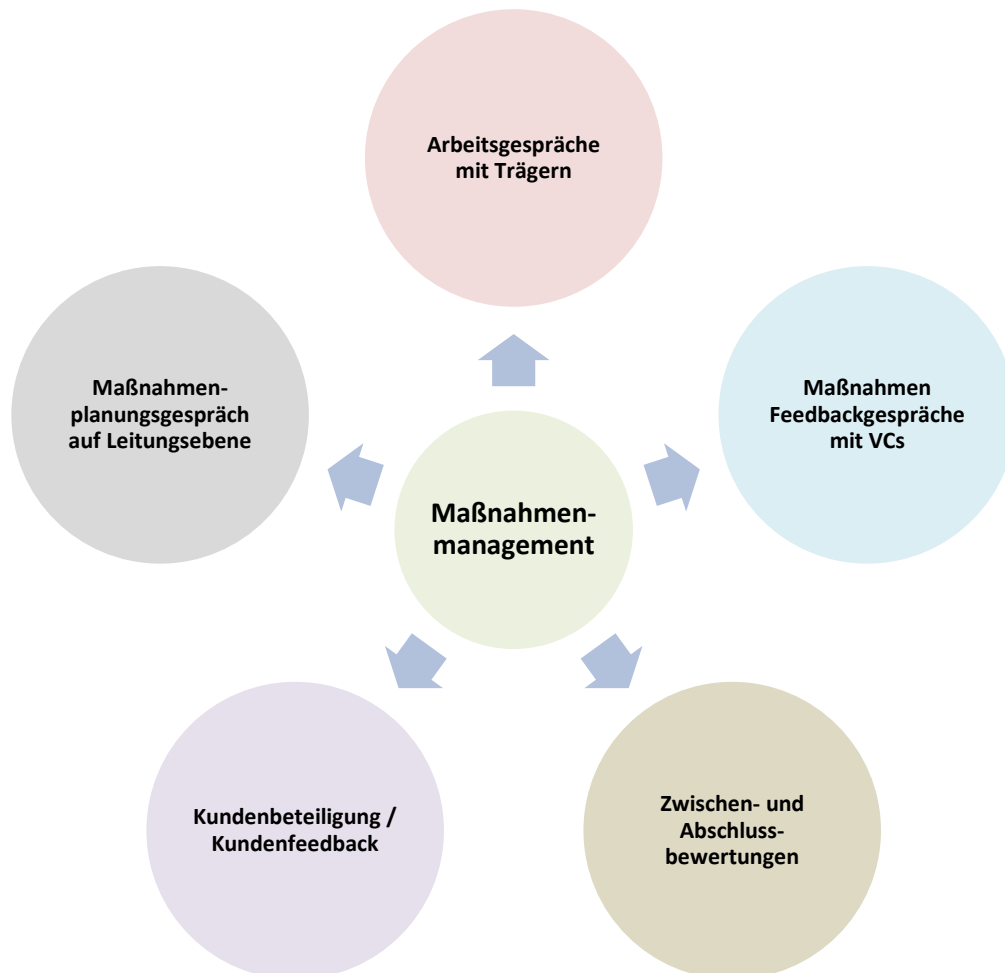 Arbeitsgespräche
mit Trägern
Maßnahmen-
planungsgespräch
auf Leitungsebene
Maßnahmen
Feedbackgespräche
mit VCs
Maßnahmen-
management
Kundenbeteiligung /
Kundenfeedback
Zwischen- und
Abschluss-
bewertungen